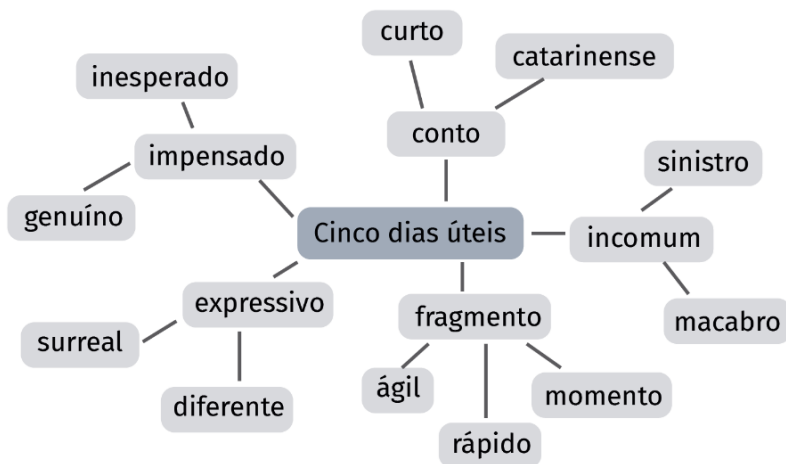 curto
catarinense
inesperado
conto
impensado
sinistro
genuíno
Cinco dias úteis
incomum
expressivo
fragmento
macabro
surreal
ágil
momento
diferente
rápido